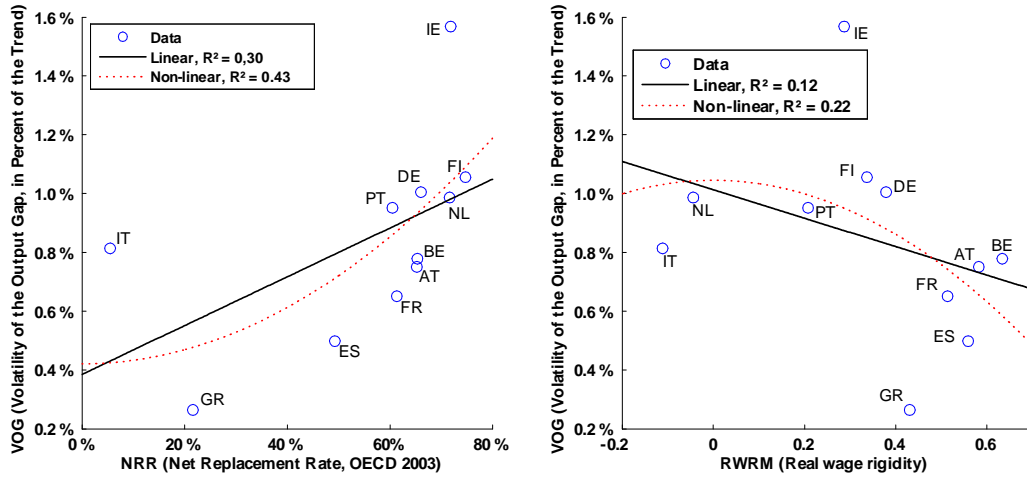 VOG (Volatility of the Output Gap, in Percent of the Trend)
1.6 %
1.4 %
1.2 %
1.0 %
0.8 %
0.6 %
0.4 %
0.2 %
Data
Linear, R² = 0,30
Non-linear, R² = 0.43
IE
FI
DE
NL
PT
IT
BE
AT
FR
ES
GR
0 %
20 %
40 %
60 %
80 %
NRR (Net Replacement Rate, OECD 2003)
VOG (Volatility of the Output Gap, in Percent of the Trend)
1.6 %
1.4 %
1.2 %
1.0 %
0.8 %
0.6 %
0.4 %
0.2 %
IE
Data
Linear, R² = 0.12
Non-linear, R² = 0.22
FI
DE
NL
PT
IT
AT
BE
FR
ES
GR
-0.2
0
0.2
0.4
0.6
RWRM (Real wage rigidity)